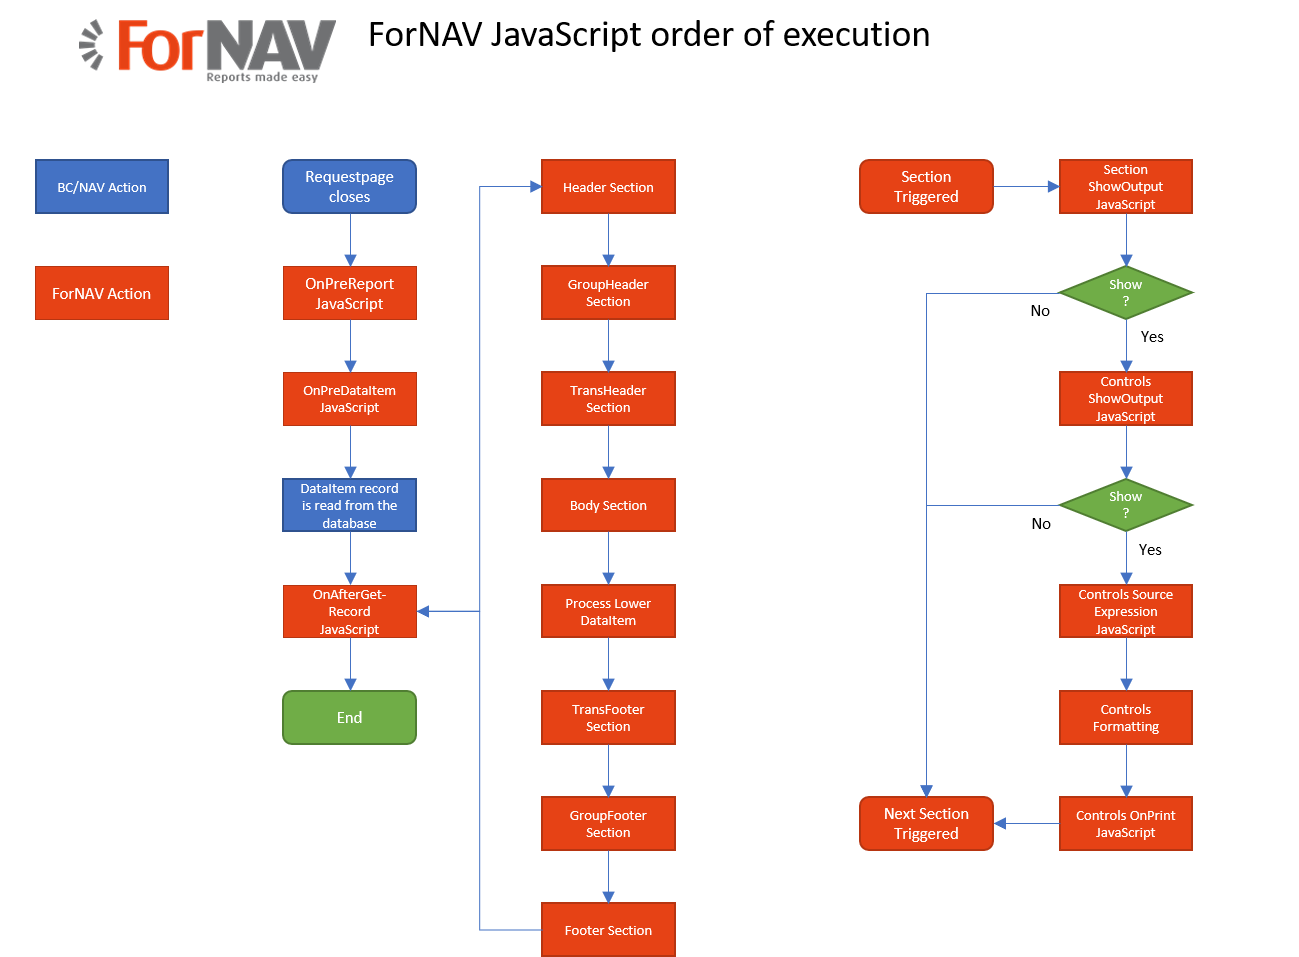 ForNAV
Reports made easy
ForNAV JavaScript order of execution
BC/NAV Action
ForNAV Action
Requestpage
closes
OnPreReport
JavaScript
OnPreDataItem
JavaScript
DataItem record
is read from the
database
OnAfterGet-
Record
JavaScript
End
Header Section
GroupHeader
Section
TransHeader
Section
Body Section
Process Lower
DataItem
TransFooter
Section
GroupFooter
Section
Footer Section
Section
Triggered
Section
ShowOutput
JavaScript
Show
?
No
Yes
Controls
ShowOutput
JavaScript
Show
?
No
Yes
Controls Source
Expression
JavaScript
Controls
Formatting
Controls OnPrint
JavaScript
Next Section
Triggered